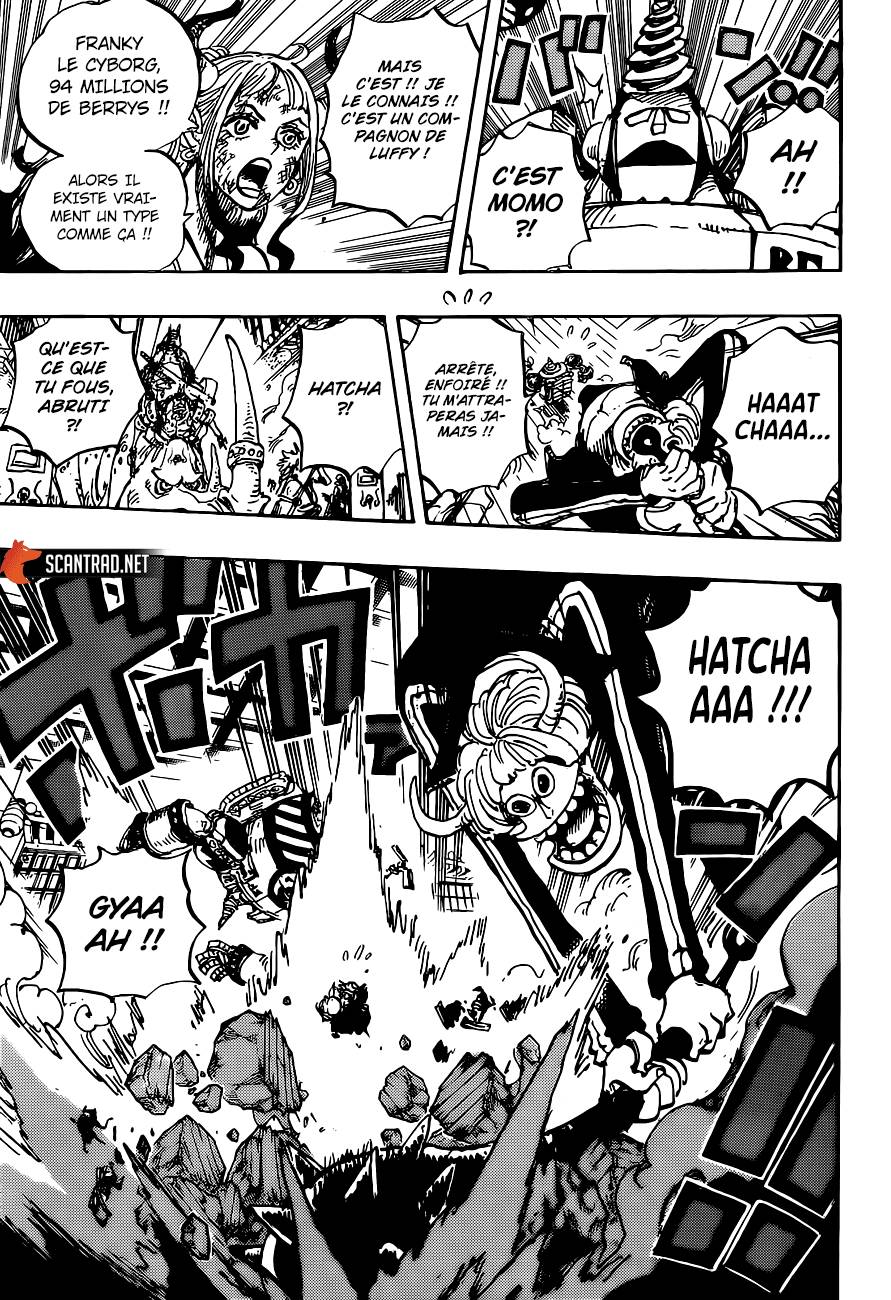 AH
!!
C'EST
MOMO
?!
MAIS
C'EST !! JE
LE CONNAIS !!
C'EST UN COM-
PAGNON DE
LUFFY !
FRANKY
LE CYBORG,
94 MILLIONS
DE BERRYS !!
ALORS IL
EXISTE VRAI-
MENT UN TYPE
COMME ÇA !!
HAAAT
CHAAA...
ARRÊTE,
ENFOIRÉ !!
TU M'ATTRA-
PERAS JA-
MAIS !!
HATCHA
?!
QU'EST-
CE QUE
TU FOUS,
ABRUTI
?!
SCANTRAD.NET
HATCHA
AAA !!!
GYAA
AH !!